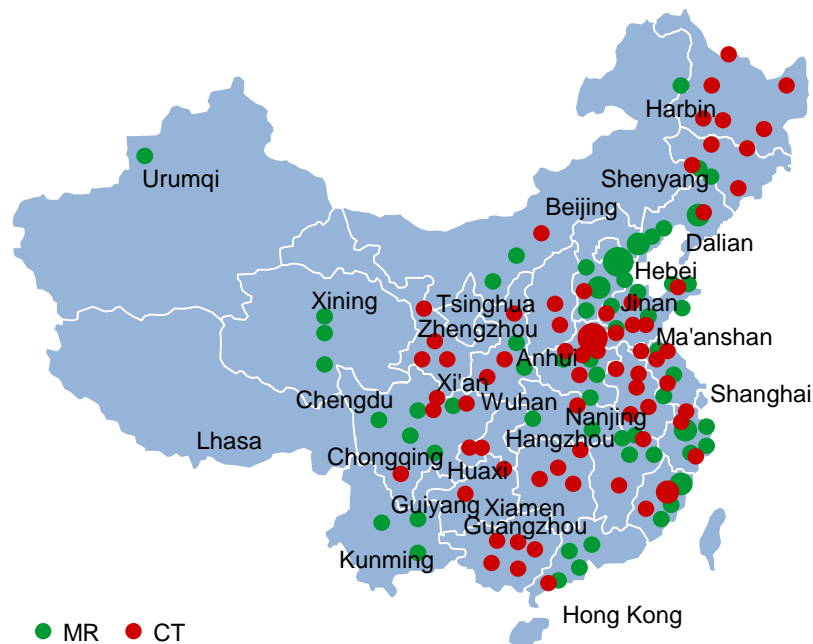 Harbin
Urumqi
Shenyang
Beijing
Dalian
Hebei
Xining
Tsinghua
Jinan
Zhengzhou
Ma'anshan
Anhui
Xi'an
Shanghai
Chengdu
Wuhan
Nanjing
Lhasa
Hangzhou
Chongqing
Huaxi
Guiyang
Xiamen
Guangzhou
Kunming
Hong Kong
MR CT